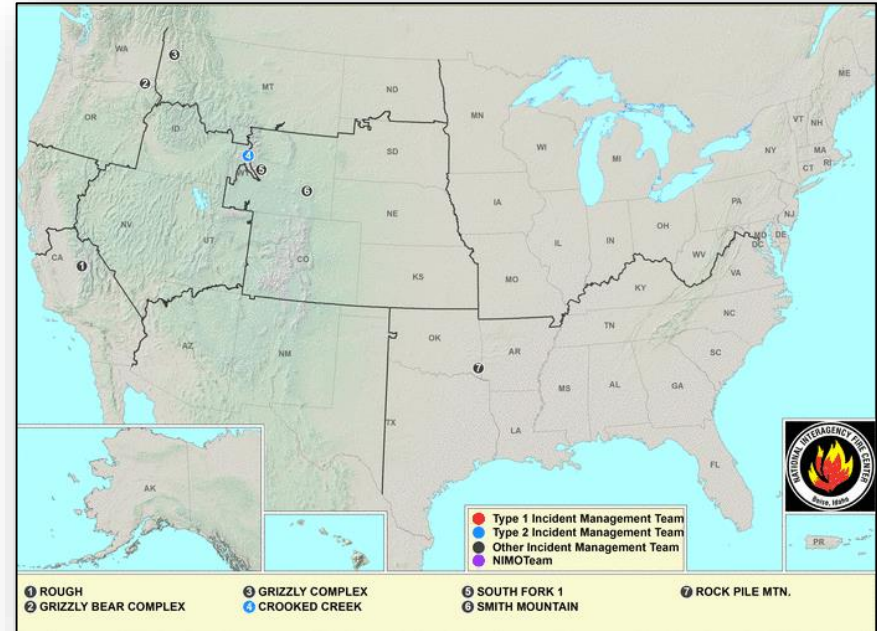 WA
MT
ND
MN
ME
OR
ID
SD
WI
MI
VT
NH
NY
MA
CT
RI
WY
IA
NE
PA
NJ
NV
UT
CO
IL
IN
OH
MD
DE
DC
WV
VA
CA
KS
MO
KY
NC
TN
AZ
NM
OK
AR
SC
MS
AL
GA
TX
LA
FL
AK
HI
PR
1
2
3
4
5
6
7
NATIONAL INTERAGENCY FIRE CENTER
Boise, Idaho
Type 1 Incident Management Team
Type 2 Incident Management Team
Other Incident Management Team
NIMOTeam
1 ROUGH
2 GRIZZLY BEAR COMPLEX
3 GRIZZLY COMPLEX
4 CROOKED CREEK
5 SOUTH FORK 1
6 SMITH MOUNTAIN
7 ROCK PILE MTN.